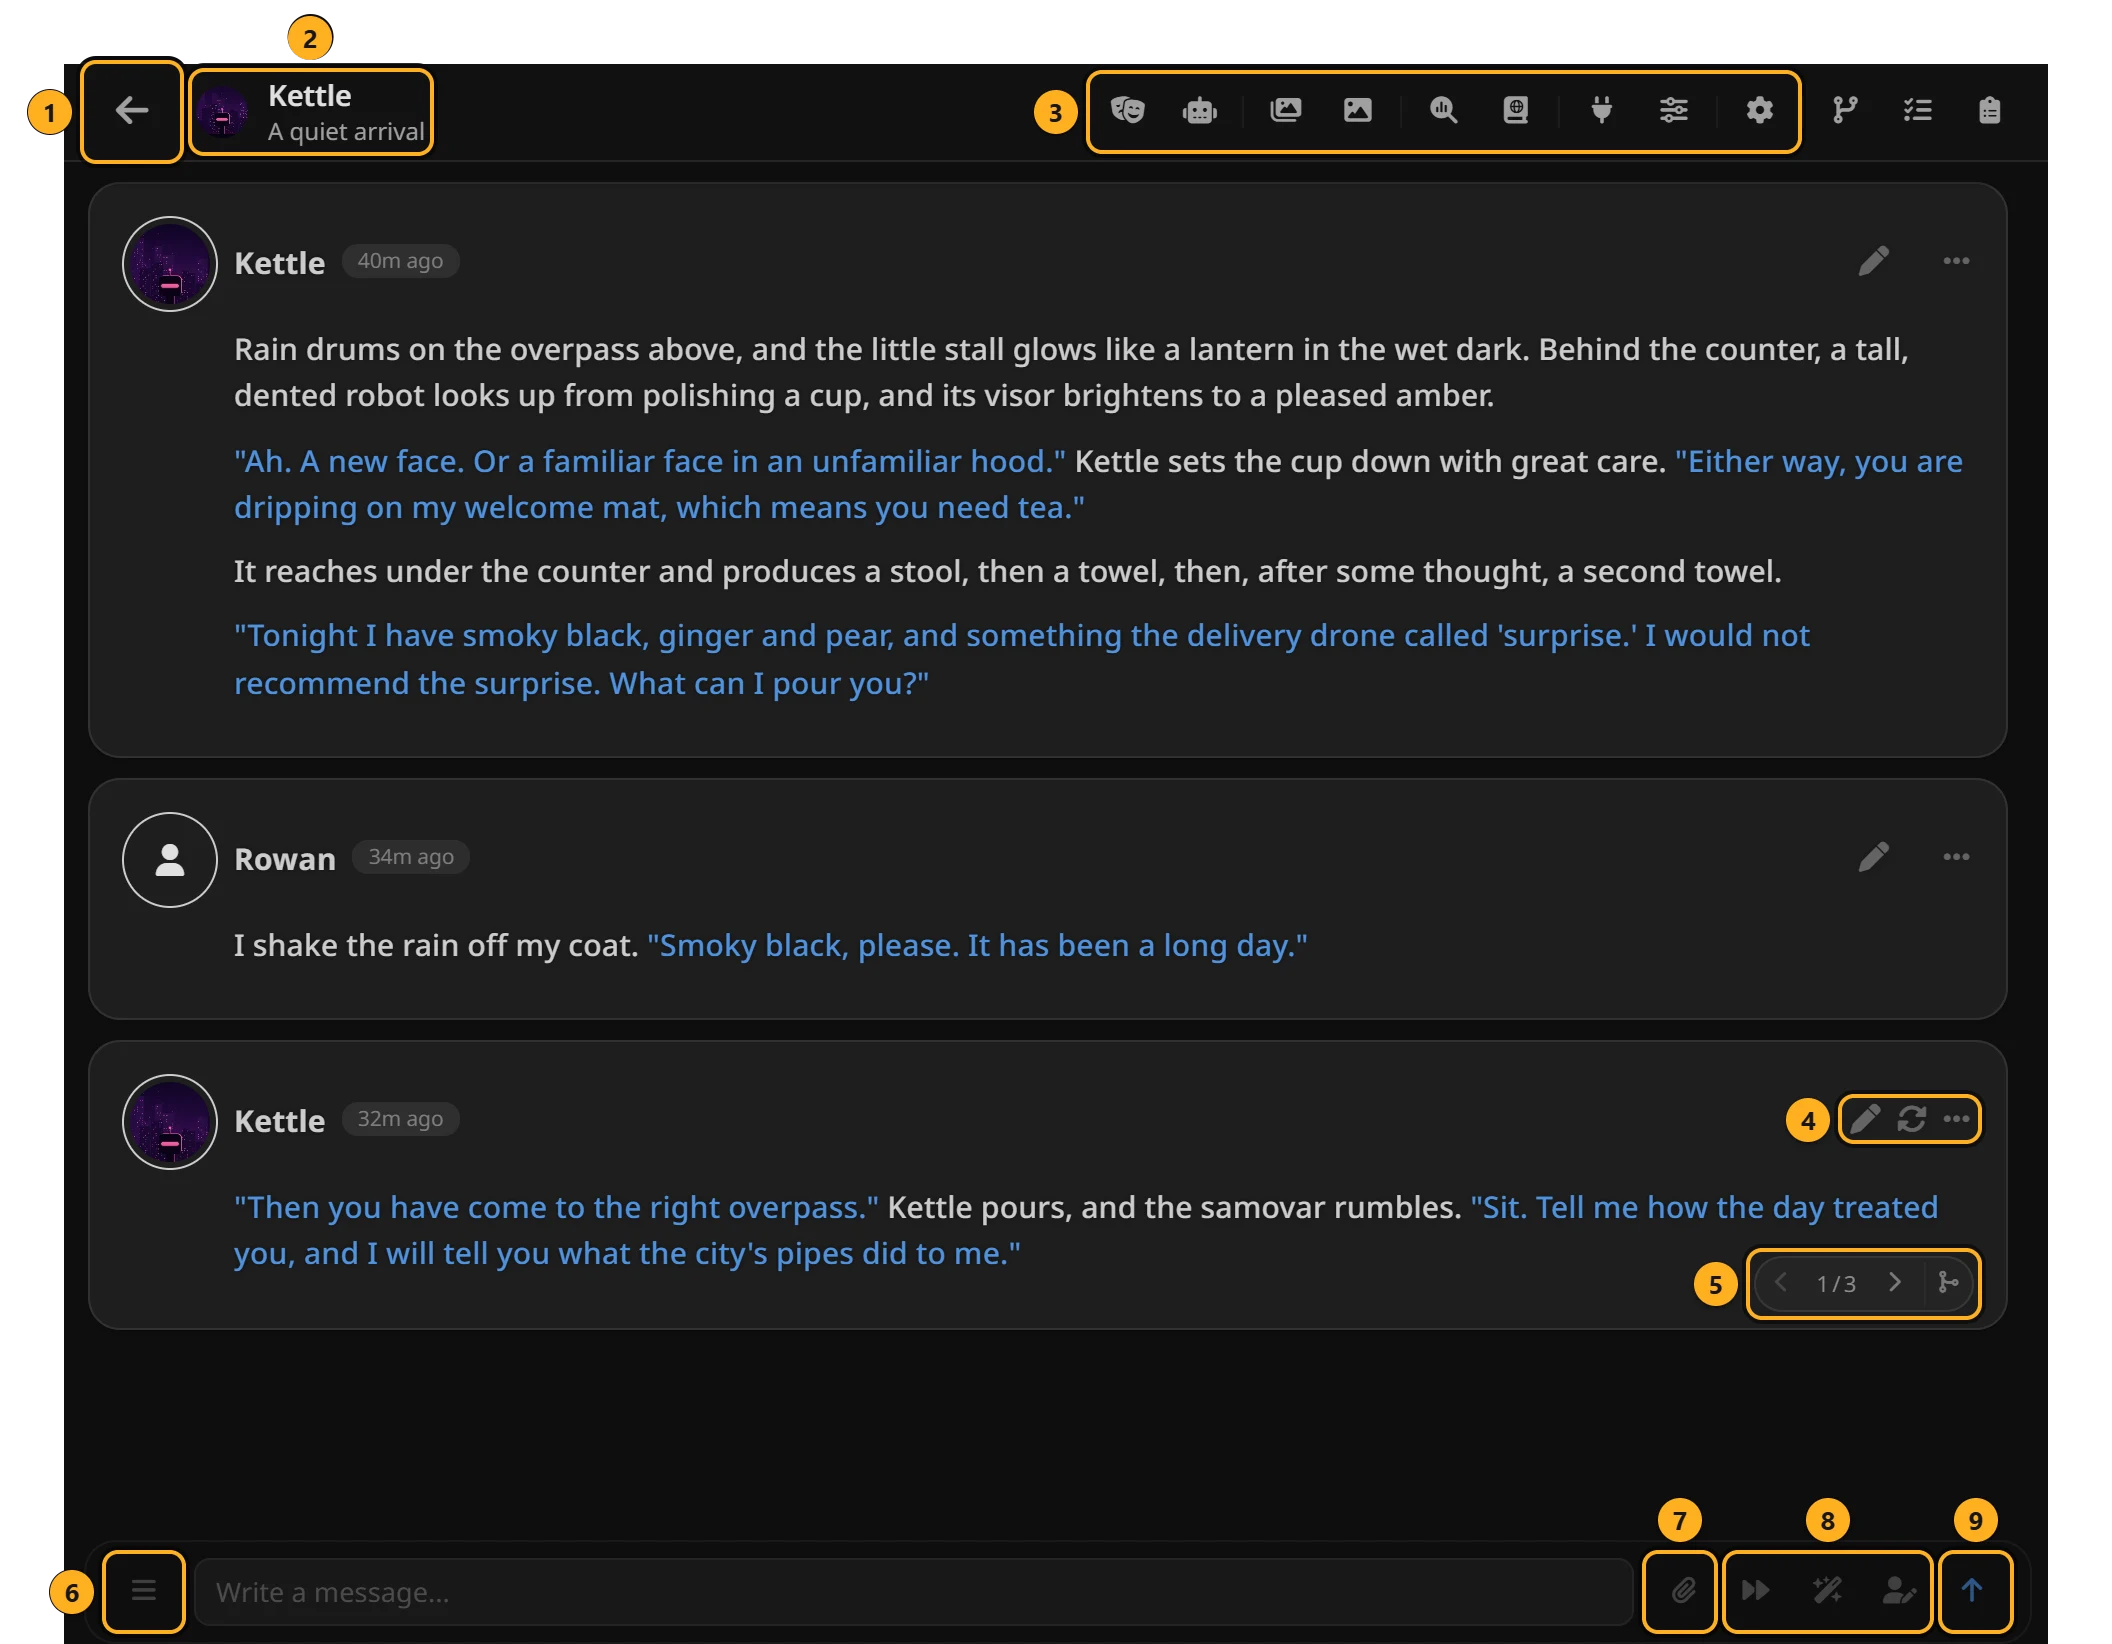 2
1
Kettle
A quiet arrival
3
Kettle 40m ago
Rain drums on the overpass above, and the little stall glows like a lantern in the wet dark. Behind the counter, a tall,
dented robot looks up from polishing a cup, and its visor brightens to a pleased amber.
"Ah. A new face. Or a familiar face in an unfamiliar hood." Kettle sets the cup down with great care. "Either way, you are
dripping on my welcome mat, which means you need tea."
It reaches under the counter and produces a stool, then a towel, then, after some thought, a second towel.
"Tonight I have smoky black, ginger and pear, and something the delivery drone called 'surprise.' I would not
recommend the surprise. What can I pour you?"
Rowan 34m ago
I shake the rain off my coat. "Smoky black, please. It has been a long day."
Kettle 32m ago
4
"Then you have come to the right overpass." Kettle pours, and the samovar rumbles. "Sit. Tell me how the day treated
you, and I will tell you what the city's pipes did to me."
5
1/3
7
8
9
6
Write a message...